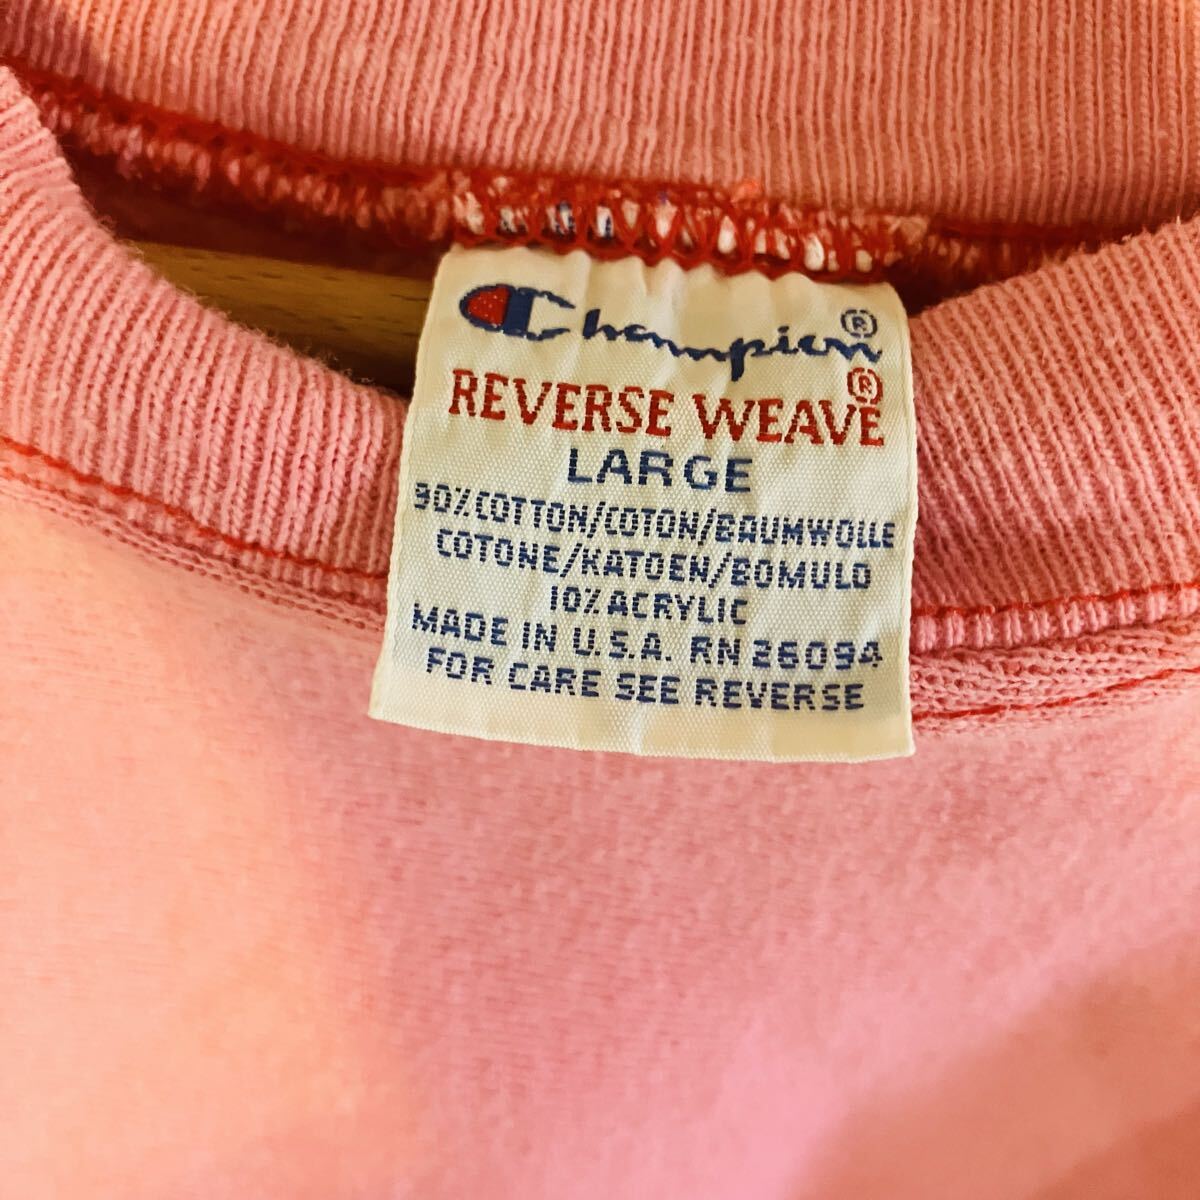 Champion®
REVERSE WEAVE®
LARGE
90% COTTON/COTON/BAUMWOLLE
COTONE/KATOEN/BOMULD
10% ACRYLIC
MADE IN U.S.A. RN 26094
FOR CARE SEE REVERSE